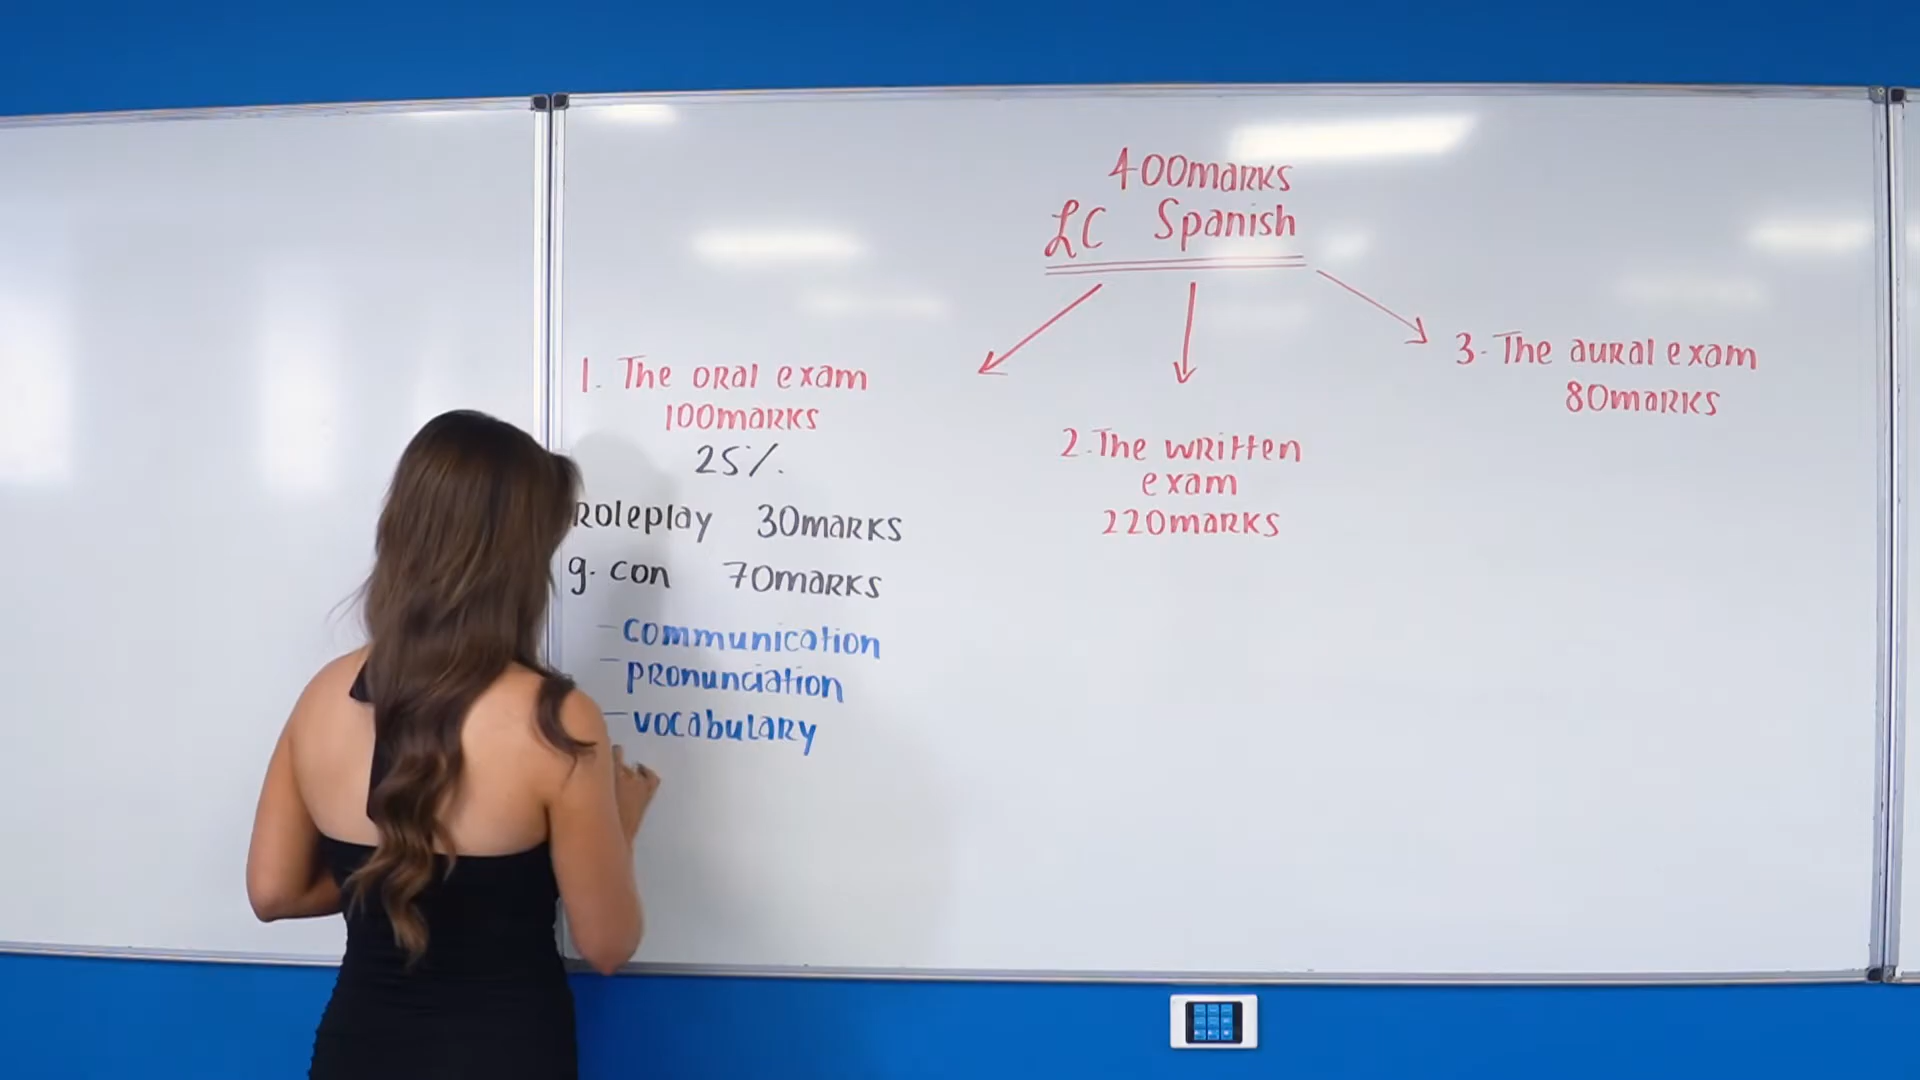 400marks
LC Spanish
1. The oral exam
100marks
25%.
Roleplay 30marks
g. con 70marks
- communication
- pronunciation
- vocabulary
2. The written
exam
220marks
3. The aural exam
80marks